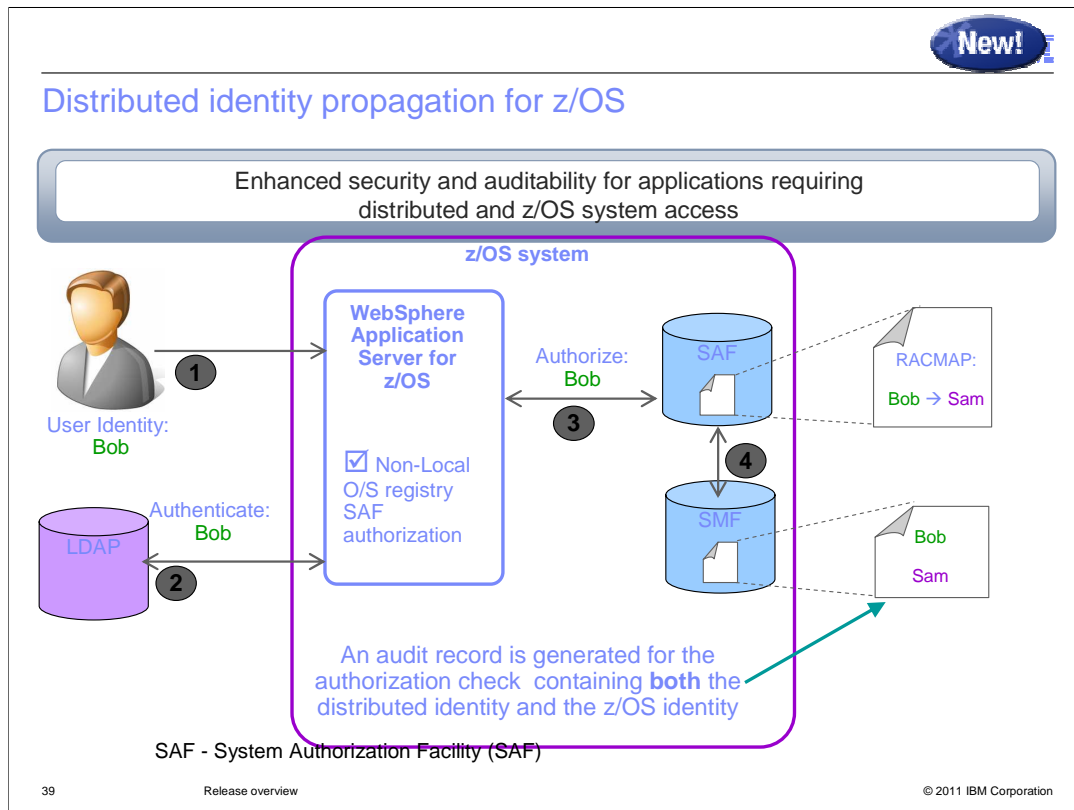 New!
Distributed identity propagation for z/OS
Enhanced security and auditability for applications requiring
distributed and z/OS system access
z/OS system
WebSphere
Application
Server for
z/OS
☑ Non-Local
O/S registry
SAF
authorization
1
User Identity:
Bob
Authenticate:
Bob
LDAP
2
Authorize:
Bob
3
SAF
4
SMF
RACMAP:
Bob → Sam
Bob
Sam
An audit record is generated for the
authorization check containing both the
distributed identity and the z/OS identity
SAF - System Authorization Facility (SAF)
39
Release overview
© 2011 IBM Corporation